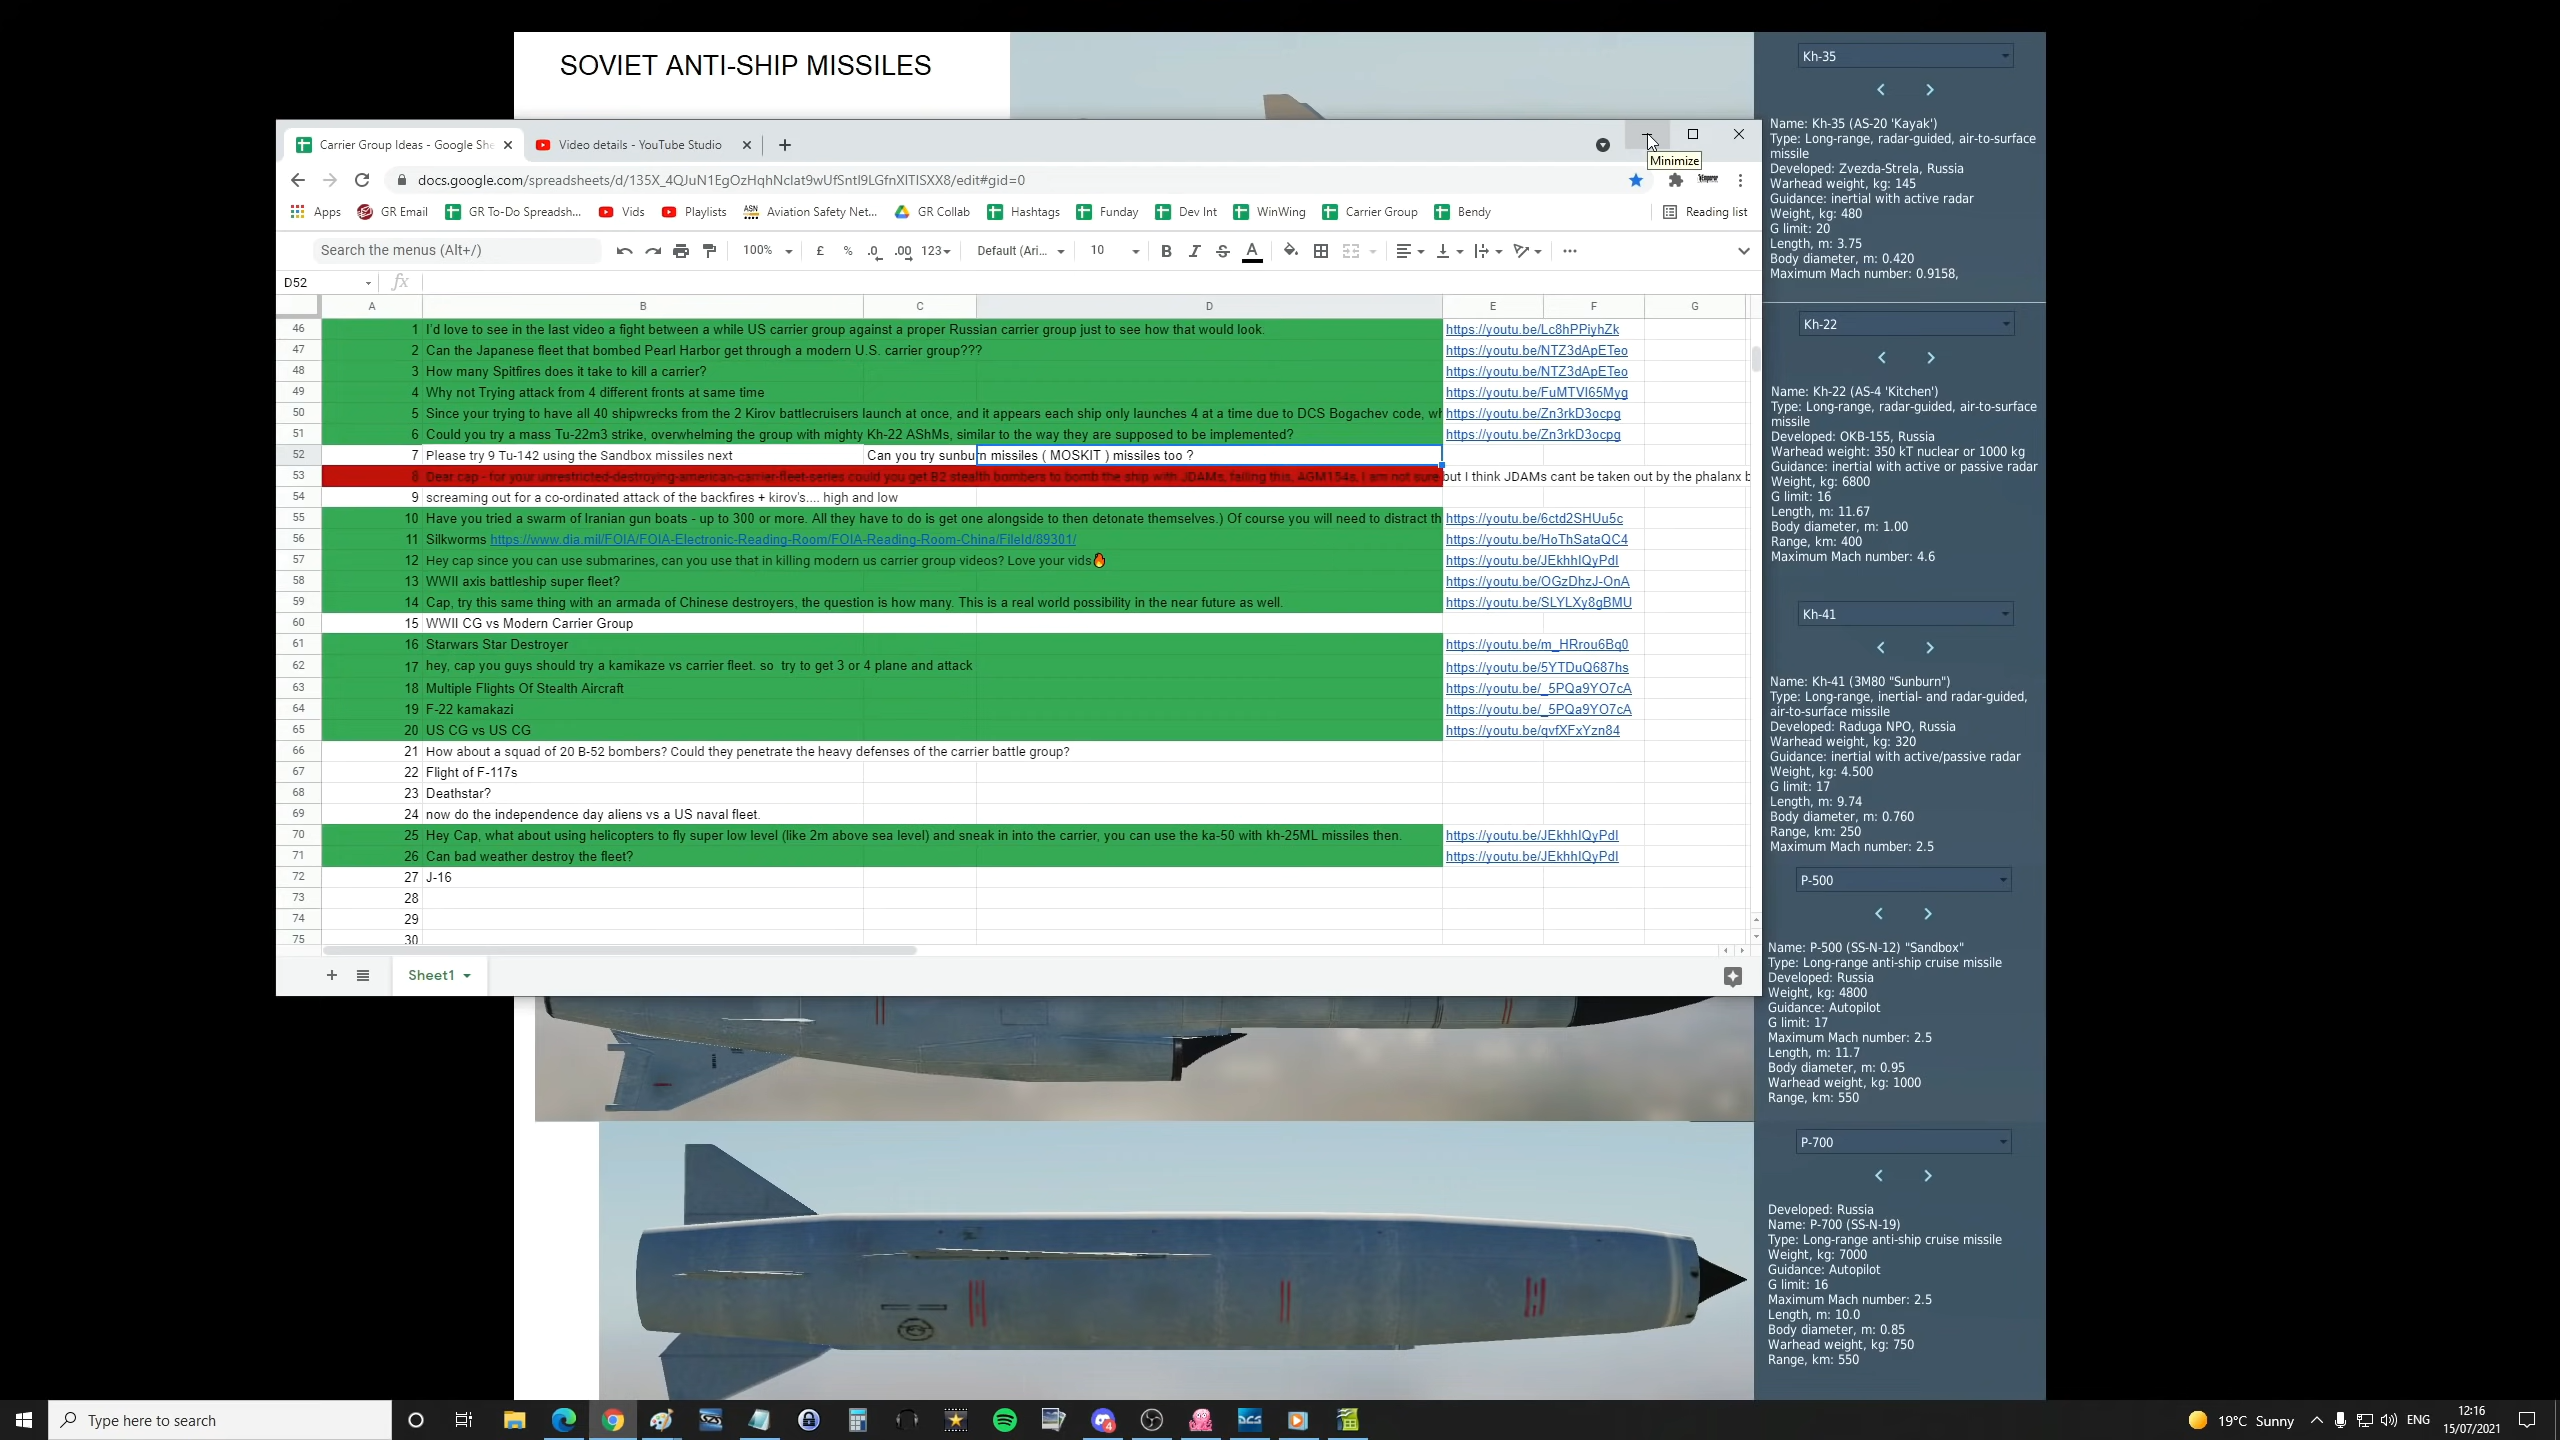 SOVIET ANTI-SHIP MISSILES
Carrier Group Ideas - Google She
Video details - YouTube Studio
Minimize
docs.google.com/spreadsheets/d/135X_4QJuN1EgOzHqhNclat9wUfSntl9LGfnXlTISXX8/edit#gid=0
Apps GR Email GR To-Do Spreadsh... Vids Playlists Aviation Safety Net... GR Collab Hashtags Funday Dev Int WinWing Carrier Group Bendy Reading list
Search the menus (Alt+/) 100% £ % .0 .00 123 Default (Ari... 10 B I S A
D52 fx
A B C D E F G
46 1 I'd love to see in the last video a fight between a while US carrier group against a proper Russian carrier group just to see how that would look. https://youtu.be/Lc8hPPiyhZk
47 2 Can the Japanese fleet that bombed Pearl Harbor get through a modern U.S. carrier group??? https://youtu.be/NTZ3dApETeo
48 3 How many Spitfires does it take to kill a carrier? https://youtu.be/NTZ3dApETeo
49 4 Why not Trying attack from 4 different fronts at same time https://youtu.be/FuMTVI65Myg
50 5 Since your trying to have all 40 shipwrecks from the 2 Kirov battlecruisers launch at once, and it appears each ship only launches 4 at a time due to DCS Bogachev code, wh https://youtu.be/Zn3rkD3ocpg
51 6 Could you try a mass Tu-22m3 strike, overwhelming the group with mighty Kh-22 AShMs, similar to the way they are supposed to be implemented? https://youtu.be/Zn3rkD3ocpg
52 7 Please try 9 Tu-142 using the Sandbox missiles next Can you try sunburn missiles ( MOSKIT ) missiles too ?
53 8 Dear cap - for your unrestricted-destroying-american-carrier-fleet-series could you get B2 stealth bombers to bomb the ship with JDAMs, failing this, AGM154s, I am not sure but I think JDAMs cant be taken out by the phalanx b
54 9 screaming out for a co-ordinated attack of the backfires + kirov's.... high and low
55 10 Have you tried a swarm of Iranian gun boats - up to 300 or more. All they have to do is get one alongside to then detonate themselves.) Of course you will need to distract th https://youtu.be/6ctd2SHUu5c
56 11 Silkworms https://www.dia.mil/FOIA/FOIA-Electronic-Reading-Room/FOIA-Reading-Room-China/FileId/89301/ https://youtu.be/HoThSataQC4
57 12 Hey cap since you can use submarines, can you use that in killing modern us carrier group videos? Love your vids🔥 https://youtu.be/JEkhhIQyPdI
58 13 WWII axis battleship super fleet? https://youtu.be/OGzDhzJ-OnA
59 14 Cap, try this same thing with an armada of Chinese destroyers, the question is how many. This is a real world possibility in the near future as well. https://youtu.be/SLYLXy8gBMU
60 15 WWII CG vs Modern Carrier Group
61 16 Starwars Star Destroyer https://youtu.be/m_HRrou6Bq0
62 17 hey, cap you guys should try a kamikaze vs carrier fleet. so try to get 3 or 4 plane and attack https://youtu.be/5YTDuQ687hs
63 18 Multiple Flights Of Stealth Aircraft https://youtu.be/_5PQa9YO7cA
64 19 F-22 kamakazi https://youtu.be/_5PQa9YO7cA
65 20 US CG vs US CG https://youtu.be/qvfXFxYzn84
66 21 How about a squad of 20 B-52 bombers? Could they penetrate the heavy defenses of the carrier battle group?
67 22 Flight of F-117s
68 23 Deathstar?
69 24 now do the independence day aliens vs a US naval fleet.
70 25 Hey Cap, what about using helicopters to fly super low level (like 2m above sea level) and sneak in into the carrier, you can use the ka-50 with kh-25ML missiles then. https://youtu.be/JEkhhIQyPdI
71 26 Can bad weather destroy the fleet? https://youtu.be/JEkhhIQyPdI
72 27 J-16
73 28
74 29
75 30
Sheet1
Kh-35
Name: Kh-35 (AS-20 'Kayak')
Type: Long-range, radar-guided, air-to-surface
missile
Developed: Zvezda-Strela, Russia
Warhead weight, kg: 145
Guidance: inertial with active radar
Weight, kg: 480
G limit: 20
Length, m: 3.75
Body diameter, m: 0.420
Maximum Mach number: 0.9158,
Kh-22
Name: Kh-22 (AS-4 'Kitchen')
Type: Long-range, radar-guided, air-to-surface
missile
Developed: OKB-155, Russia
Warhead weight: 350 kT nuclear or 1000 kg
Guidance: inertial with active or passive radar
Weight, kg: 6800
G limit: 16
Length, m: 11.67
Body diameter, m: 1.00
Range, km: 400
Maximum Mach number: 4.6
Kh-41
Name: Kh-41 (3M80 "Sunburn")
Type: Long-range, inertial- and radar-guided,
air-to-surface missile
Developed: Raduga NPO, Russia
Warhead weight, kg: 320
Guidance: inertial with active/passive radar
Weight, kg: 4.500
G limit: 17
Length, m: 9.74
Body diameter, m: 0.760
Range, km: 250
Maximum Mach number: 2.5
P-500
Name: P-500 (SS-N-12) "Sandbox"
Type: Long-range anti-ship cruise missile
Developed: Russia
Weight, kg: 4800
Guidance: Autopilot
G limit: 17
Maximum Mach number: 2.5
Length, m: 11.7
Body diameter, m: 0.95
Warhead weight, kg: 1000
Range, km: 550
P-700
Developed: Russia
Name: P-700 (SS-N-19)
Type: Long-range anti-ship cruise missile
Weight, kg: 7000
Guidance: Autopilot
G limit: 16
Maximum Mach number: 2.5
Length, m: 10.0
Body diameter, m: 0.85
Warhead weight, kg: 750
Range, km: 550
Type here to search
19°C Sunny
ENG
12:16
15/07/2021